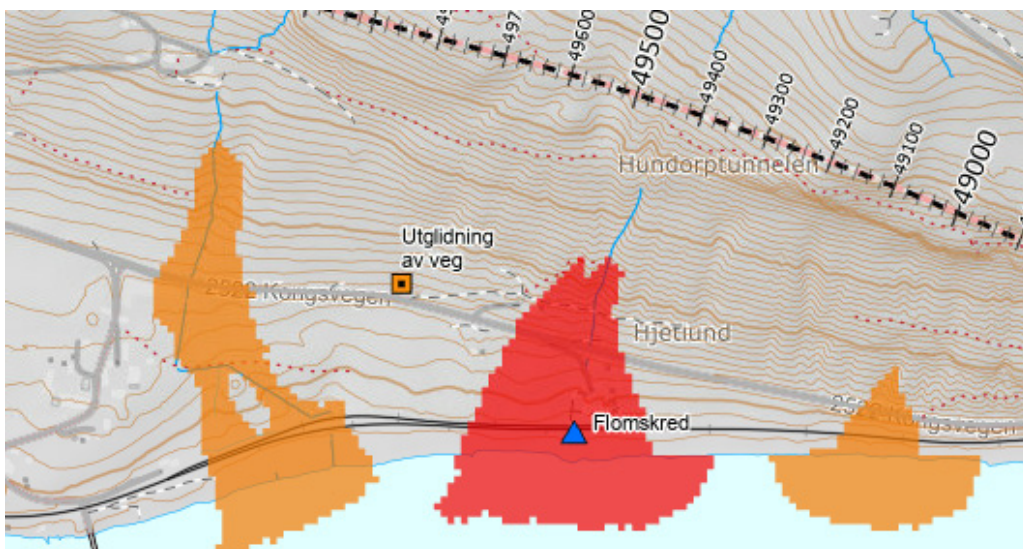 49600
49500
49400
49300
49200
49100
49000
Hundorptunnelen
Utglidning
av veg
2522 Kongsvegen
Hjetlund
Flomskred
2522 Kongsvegen